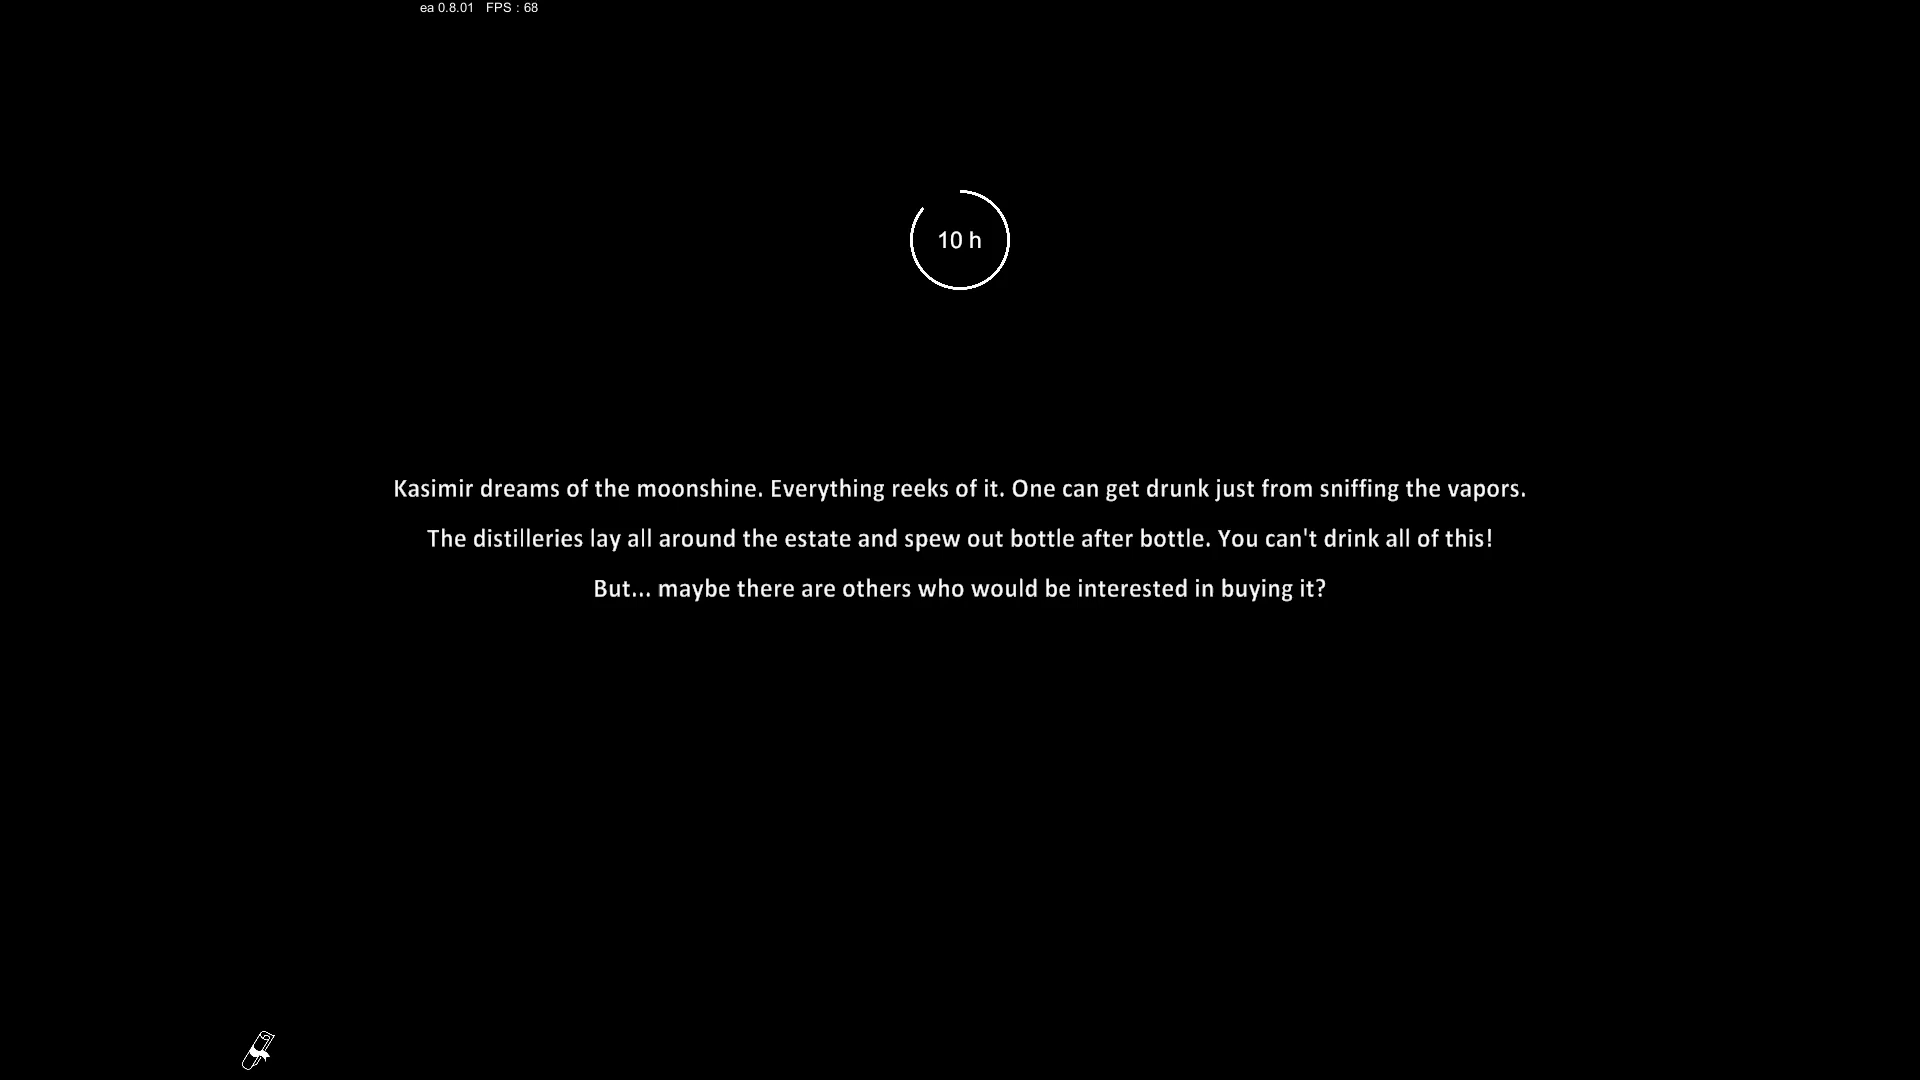 ea 0.8.01 FPS : 68
10 h
Kasimir dreams of the moonshine. Everything reeks of it. One can get drunk just from sniffing the vapors.
The distilleries lay all around the estate and spew out bottle after bottle. You can't drink all of this!
But... maybe there are others who would be interested in buying it?